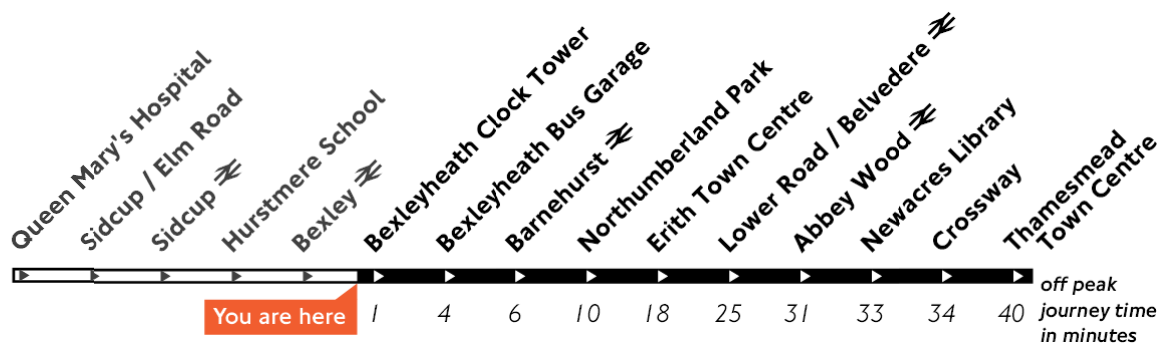 Queen Mary's Hospital
Sidcup / Elm Road
Sidcup
Hurstmere School
Bexley
Bexleyheath Clock Tower
Bexleyheath Bus Garage
Barnehurst
Northumberland Park
Erith Town Centre
Lower Road / Belvedere
Abbey Wood
Newacres Library
Crossway
Thamesmead
Town Centre
You are here
1 4 6 10 18 25 31 33 34 40
off peak
journey time
in minutes